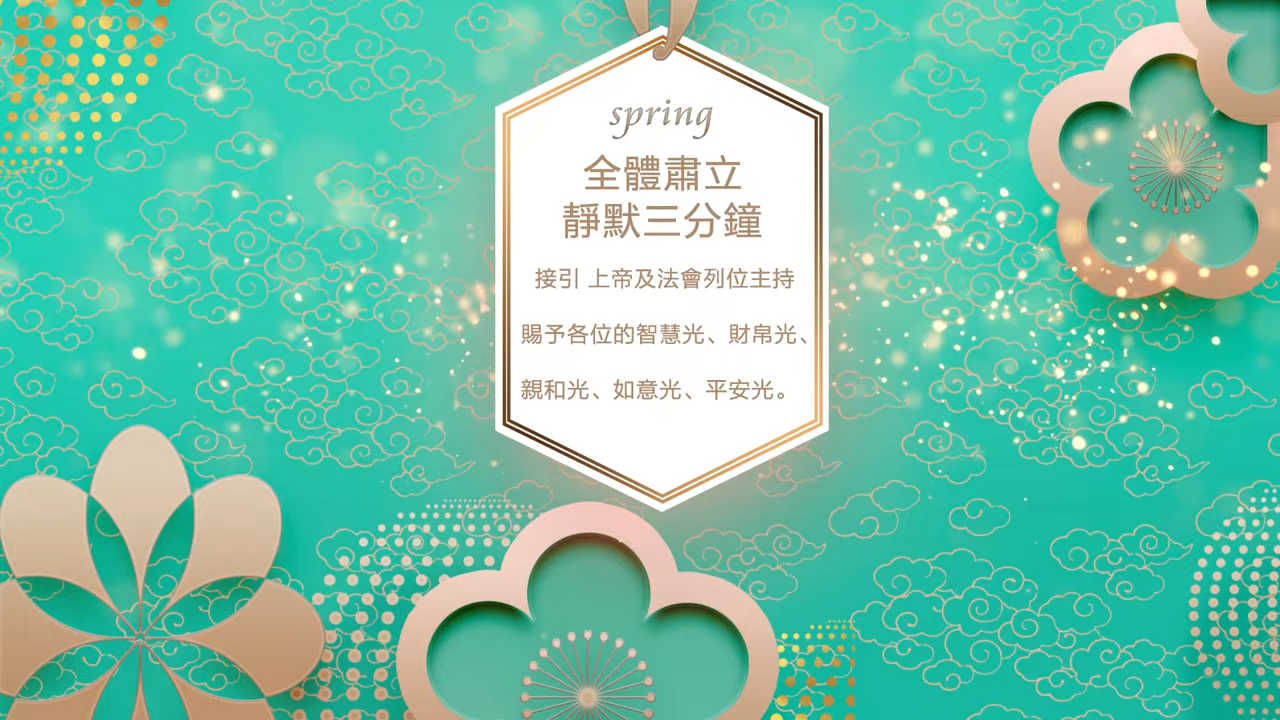 spring
全體肅立
靜默三分鐘
接引 上帝及法會列位主持
賜予各位的智慧光、財帛光、
親和光、如意光、平安光。